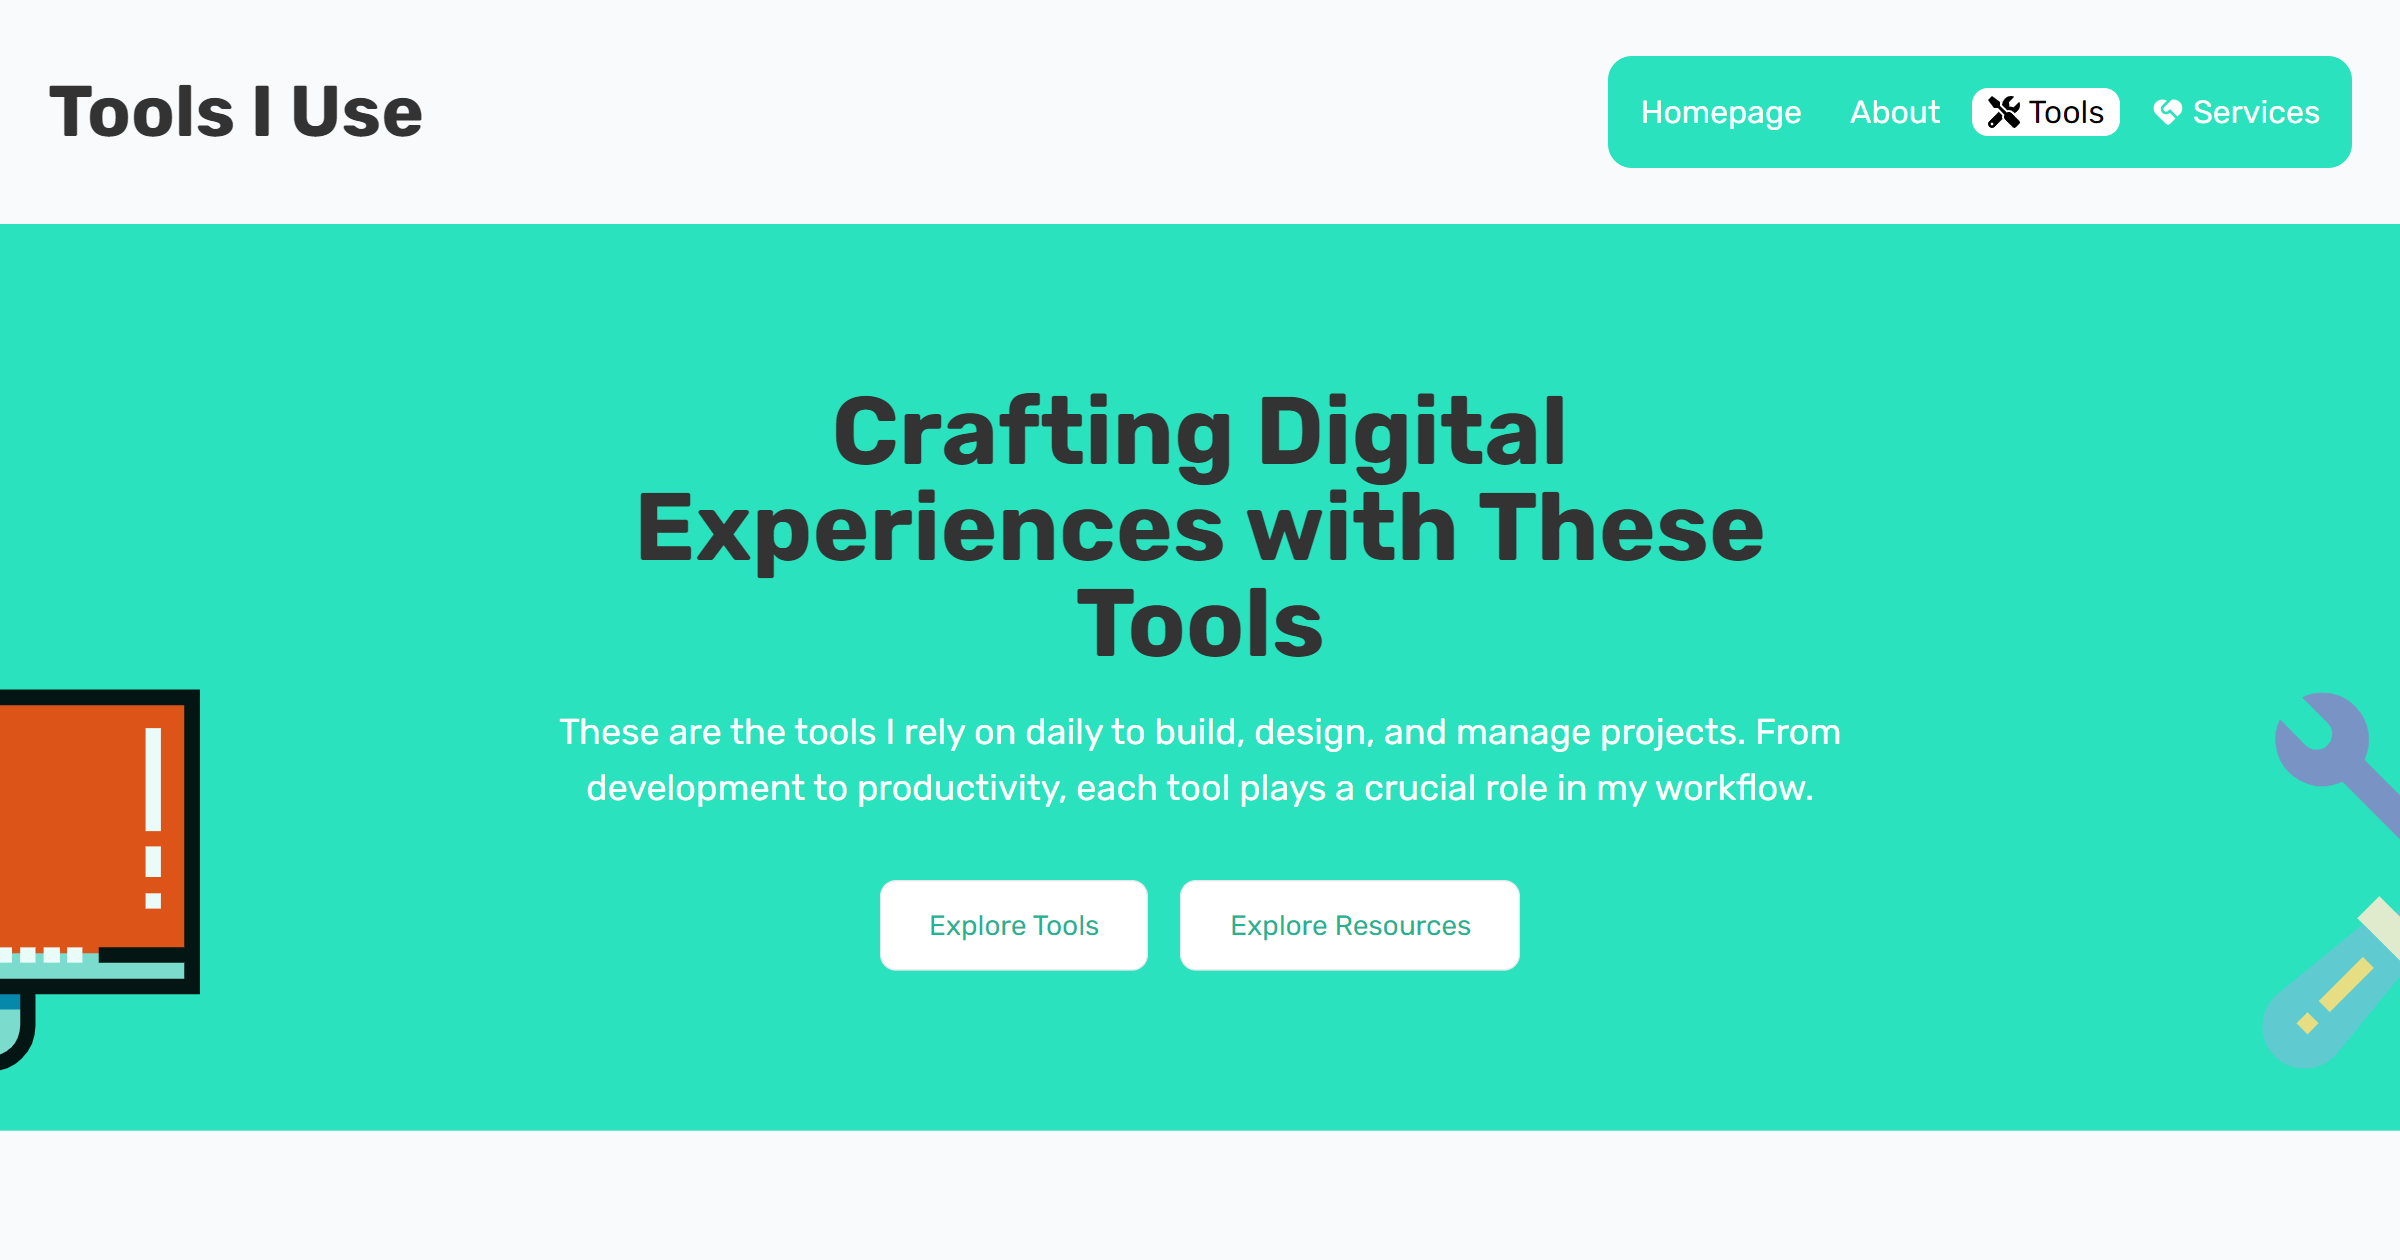 Tools I Use
Homepage About Tools Services
Crafting Digital
Experiences with These
Tools
These are the tools I rely on daily to build, design, and manage projects. From
development to productivity, each tool plays a crucial role in my workflow.
Explore Tools Explore Resources